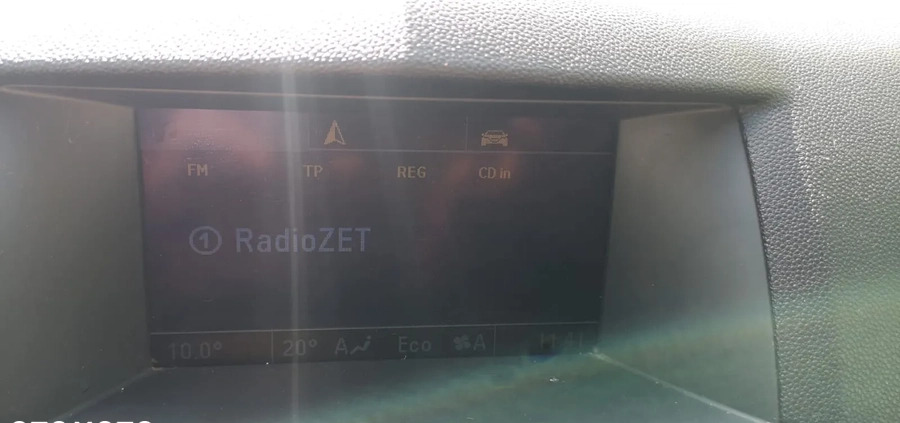 FM TP REG CD in
1 RadioZET
10.0° 20° A Eco A